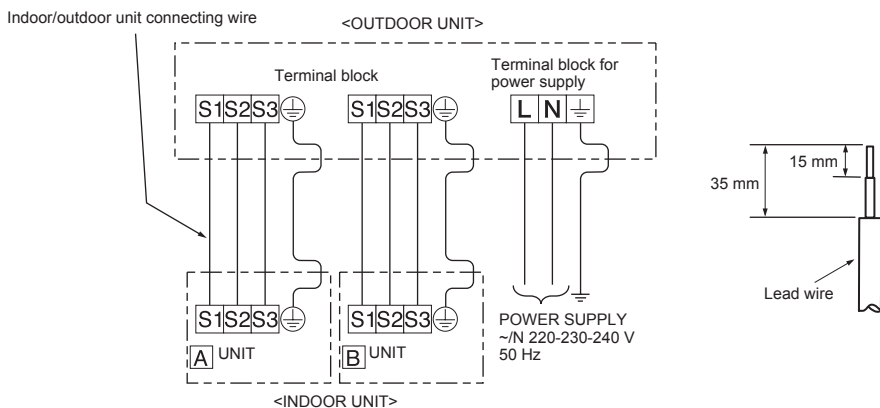 Indoor/outdoor unit connecting wire
<OUTDOOR UNIT>
Terminal block
Terminal block for
power supply
S1 S2 S3
S1 S2 S3
L N
15 mm
35 mm
Lead wire
S1 S2 S3
S1 S2 S3
A UNIT
B UNIT
POWER SUPPLY
~/N 220-230-240 V
50 Hz
<INDOOR UNIT>